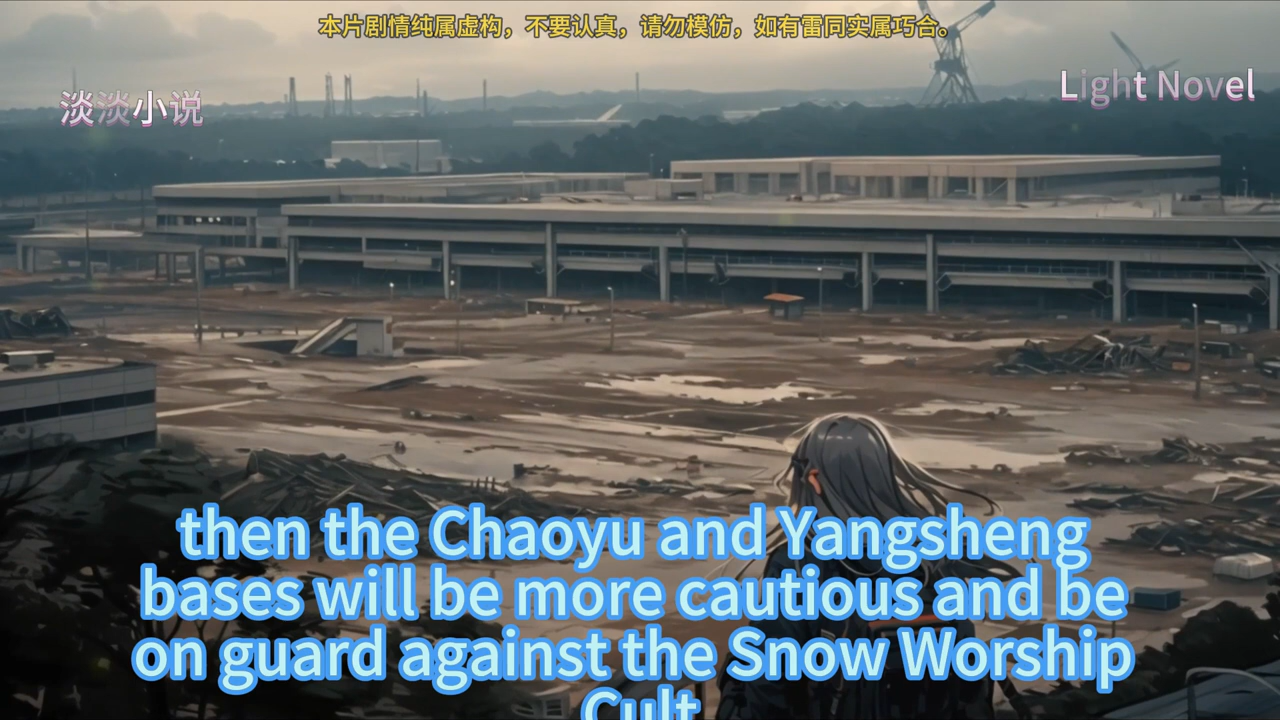 本片剧情纯属虚构，不要认真，请勿模仿，如有雷同实属巧合。
淡淡小说
Light Novel
then the Chaoyu and Yangsheng
bases will be more cautious and be
on guard against the Snow Worship
Cult